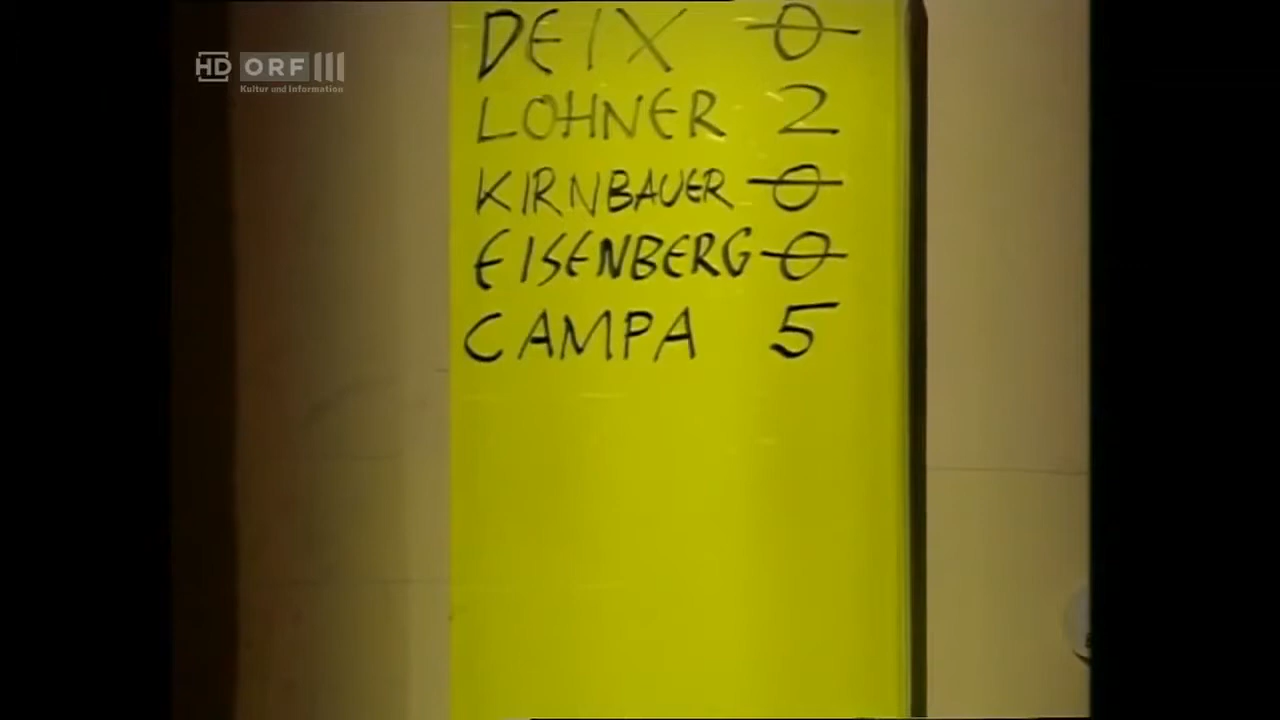 HD ORF III
Kultur und Information
DEIX 0
LOHNER 2
KIRNBAUER 0
EISENBERG 0
CAMPA 5